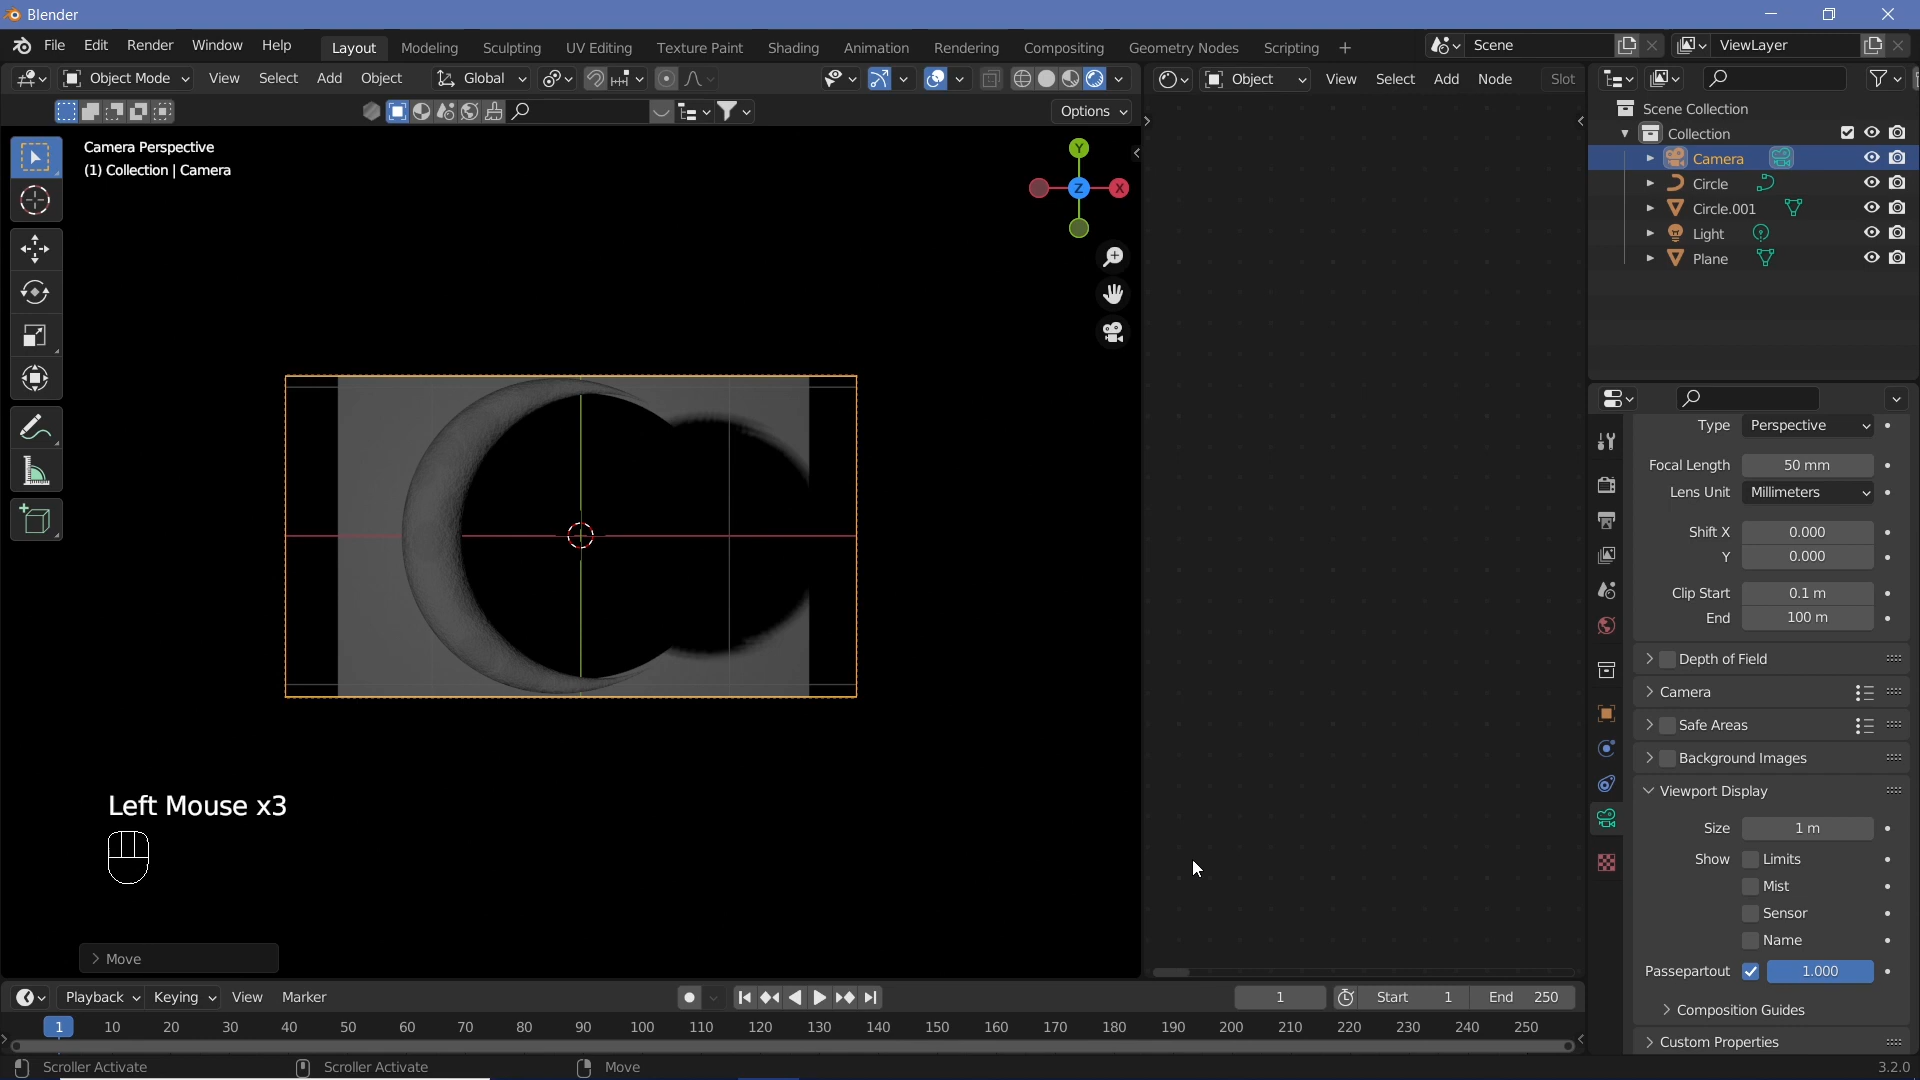 Blender
File Edit Render Window Help
Layout Modeling Sculpting UV Editing Texture Paint Shading Animation Rendering Compositing Geometry Nodes Scripting +
Scene
ViewLayer
Object Mode View Select Add Object Global
Object View Select Add Node Slot
Options
Camera Perspective
(1) Collection | Camera
Y
Z
X
Scene Collection
Collection
Camera
Circle
Circle.001
Light
Plane
Type Perspective
Focal Length 50 mm
Lens Unit Millimeters
Shift X 0.000
Y 0.000
Clip Start 0.1 m
End 100 m
Depth of Field
Camera
Safe Areas
Background Images
Viewport Display
Size 1 m
Show Limits
Mist
Sensor
Name
Passepartout 1.000
Composition Guides
Custom Properties
Left Mouse x3
Move
Playback Keying View Marker
1 Start 1 End 250
1 10 20 30 40 50 60 70 80 90 100 110 120 130 140 150 160 170 180 190 200 210 220 230 240 250
Scroller Activate Scroller Activate Move
3.2.0